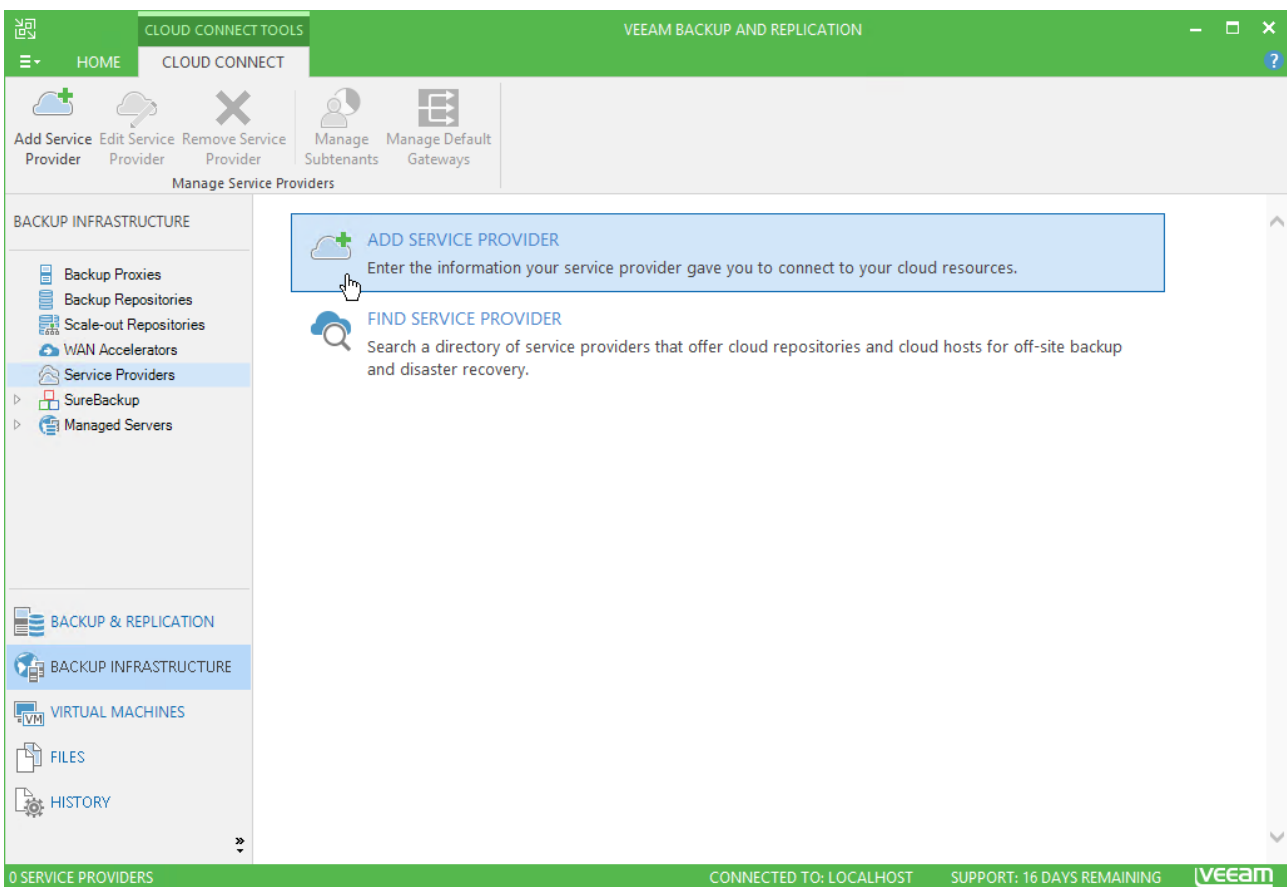 CLOUD CONNECT TOOLS
VEEAM BACKUP AND REPLICATION
HOME
CLOUD CONNECT
?
Add Service
Provider
Edit Service
Provider
Remove Service
Provider
Manage
Subtenants
Manage Default
Gateways
Manage Service Providers
BACKUP INFRASTRUCTURE
Backup Proxies
Backup Repositories
Scale-out Repositories
WAN Accelerators
Service Providers
SureBackup
Managed Servers
ADD SERVICE PROVIDER
Enter the information your service provider gave you to connect to your cloud resources.
FIND SERVICE PROVIDER
Search a directory of service providers that offer cloud repositories and cloud hosts for off-site backup
and disaster recovery.
BACKUP & REPLICATION
BACKUP INFRASTRUCTURE
VM
VIRTUAL MACHINES
FILES
HISTORY
0 SERVICE PROVIDERS
CONNECTED TO: LOCALHOST
SUPPORT: 16 DAYS REMAINING
veeam